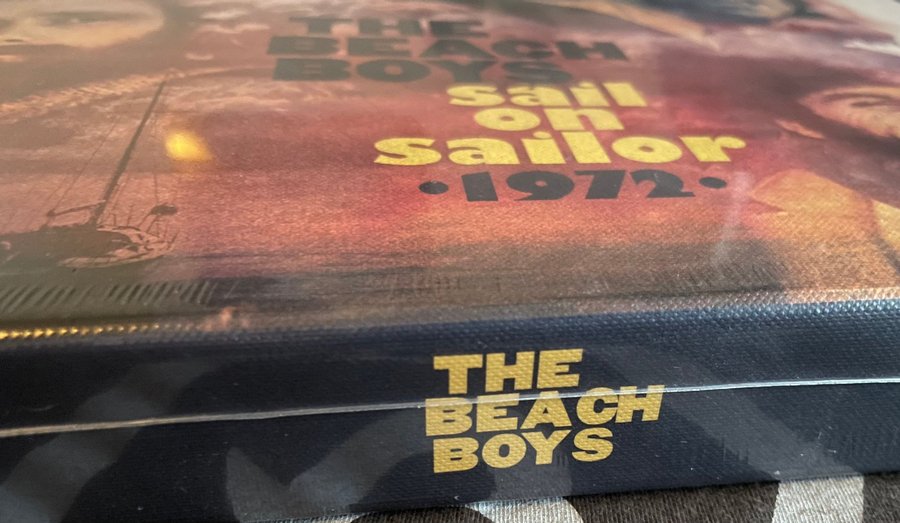 THE
BEACH
BOYS
sail
on
sailor
·1972·
THE
BEACH
BOYS